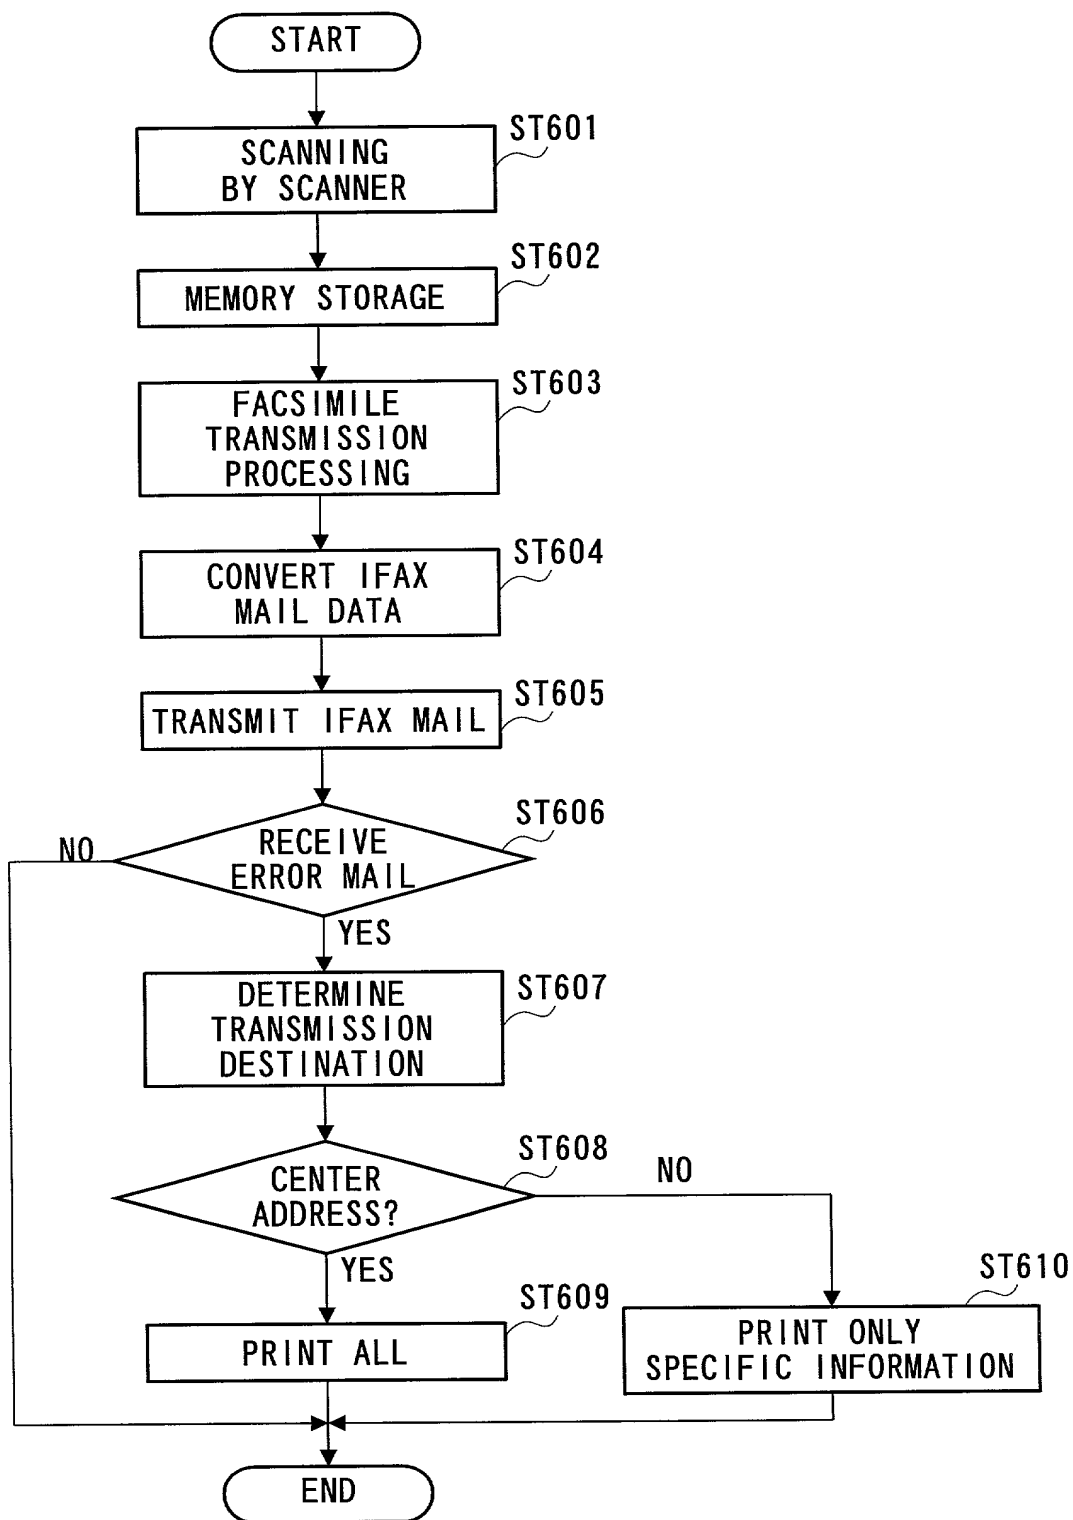 START
ST601
SCANNING
BY SCANNER
ST602
MEMORY STORAGE
ST603
FACSIMILE
TRANSMISSION
PROCESSING
ST604
CONVERT IFAX
MAIL DATA
ST605
TRANSMIT IFAX MAIL
ST606
NO
RECEIVE
ERROR MAIL
YES
ST607
DETERMINE
TRANSMISSION
DESTINATION
ST608
NO
CENTER
ADDRESS?
YES
ST609
PRINT ALL
ST610
PRINT ONLY
SPECIFIC INFORMATION
END